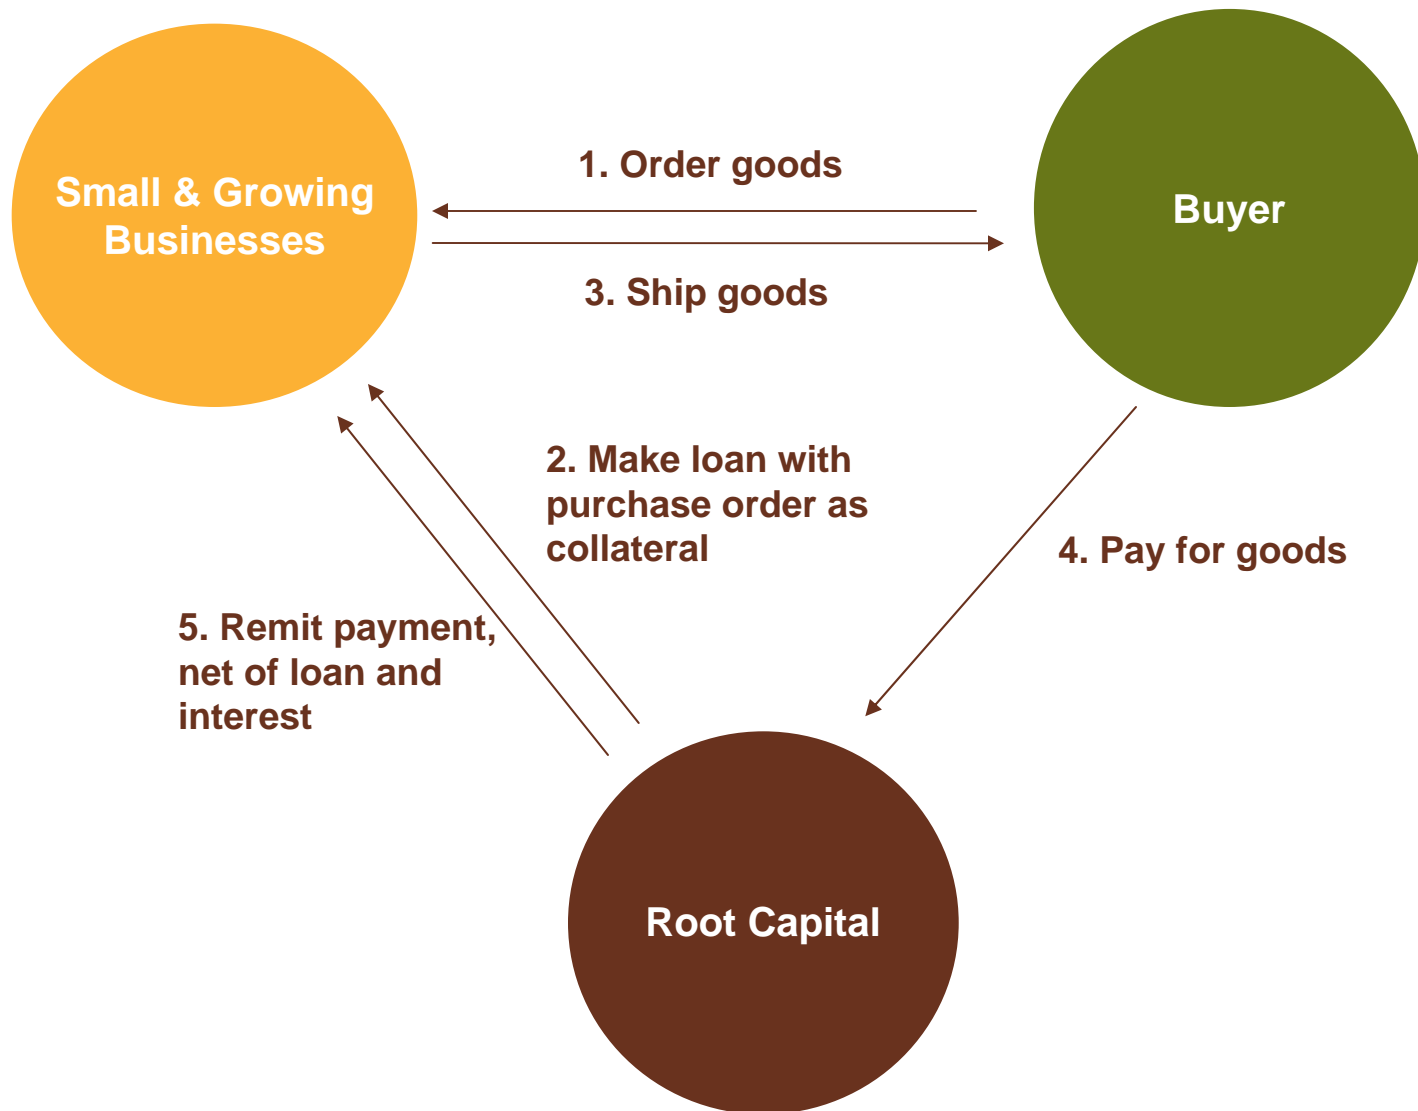 Small & Growing
Businesses
1. Order goods
Buyer
3. Ship goods
2. Make loan with
purchase order as
collateral
4. Pay for goods
5. Remit payment,
net of loan and
interest
Root Capital